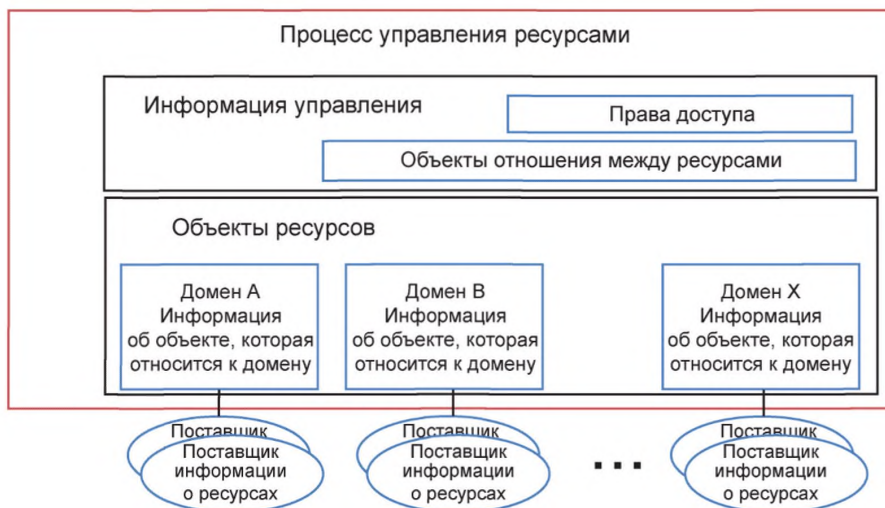 Процесс управления ресурсами
Информация управления
Права доступа
Объекты отношения между ресурсами
Объекты ресурсов
Домен A
Информация
об объекте, которая
относится к домену
Домен B
Информация
об объекте, которая
относится к домену
Домен X
Информация
об объекте, которая
относится к домену
Поставщик
Поставщик
информации
о ресурсах
Поставщик
Поставщик
информации
о ресурсах
...
Поставщик
Поставщик
информации
о ресурсах